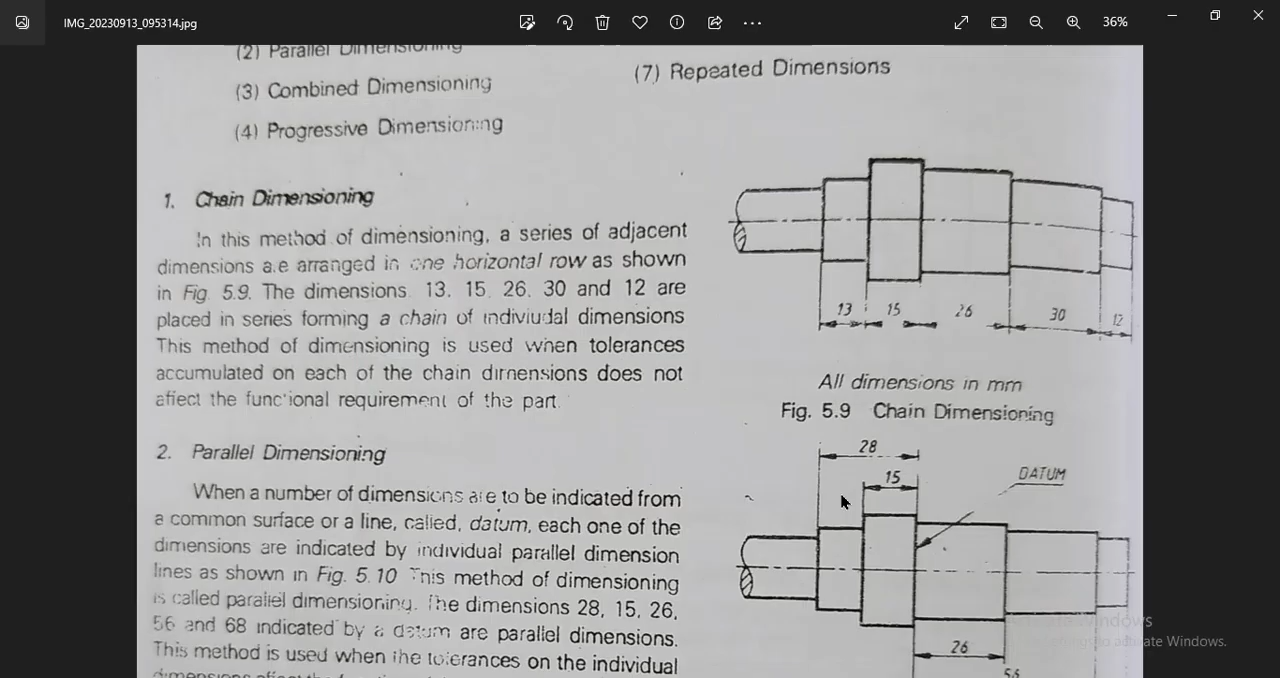 IMG_20230913_095314.jpg
36%
(2) Parallel Dimensioning
(3) Combined Dimensioning
(4) Progressive Dimensioning
(7) Repeated Dimensions
1. Chain Dimensioning
In this method of dimensioning, a series of adjacent
dimensions a.e arranged in one horizontal row as shown
in Fig. 5.9. The dimensions 13. 15. 26. 30 and 12 are
placed in series forming a chain of indiviudal dimensions
This method of dimensioning is used when tolerances
accumulated on each of the chain dimensions does not
affect the functional requirement of the part.
13 15 26 30 12
All dimensions in mm
Fig. 5.9 Chain Dimensioning
2. Parallel Dimensioning
When a number of dimensions are to be indicated from
a common surface or a line, called, datum, each one of the
dimensions are indicated by individual parallel dimension
lines as shown in Fig. 5.10 This method of dimensioning
is called parallel dimensioning. The dimensions 28, 15, 26,
56 and 68 indicated by a datum are parallel dimensions.
This method is used when the tolerances on the individual
28
15
DATUM
26
56
Activate Windows
to activate Windows.